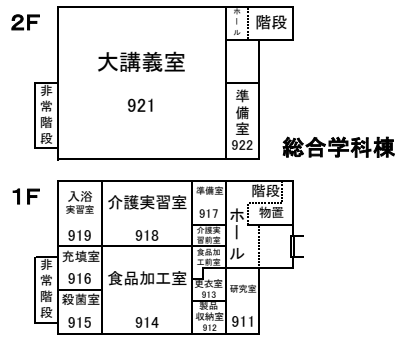 2F
ホール
階段
大講義室
921
非常階段
準備室
922
総合学科棟
1F
入浴
実習室
919
介護実習室
918
準備室
917
階段
物置
ホール
介護実
習前室
充填室
916
食品加工室
914
食品加
工前室
非常階段
殺菌室
915
更衣室
913
製品
収納室
912
研究室
911